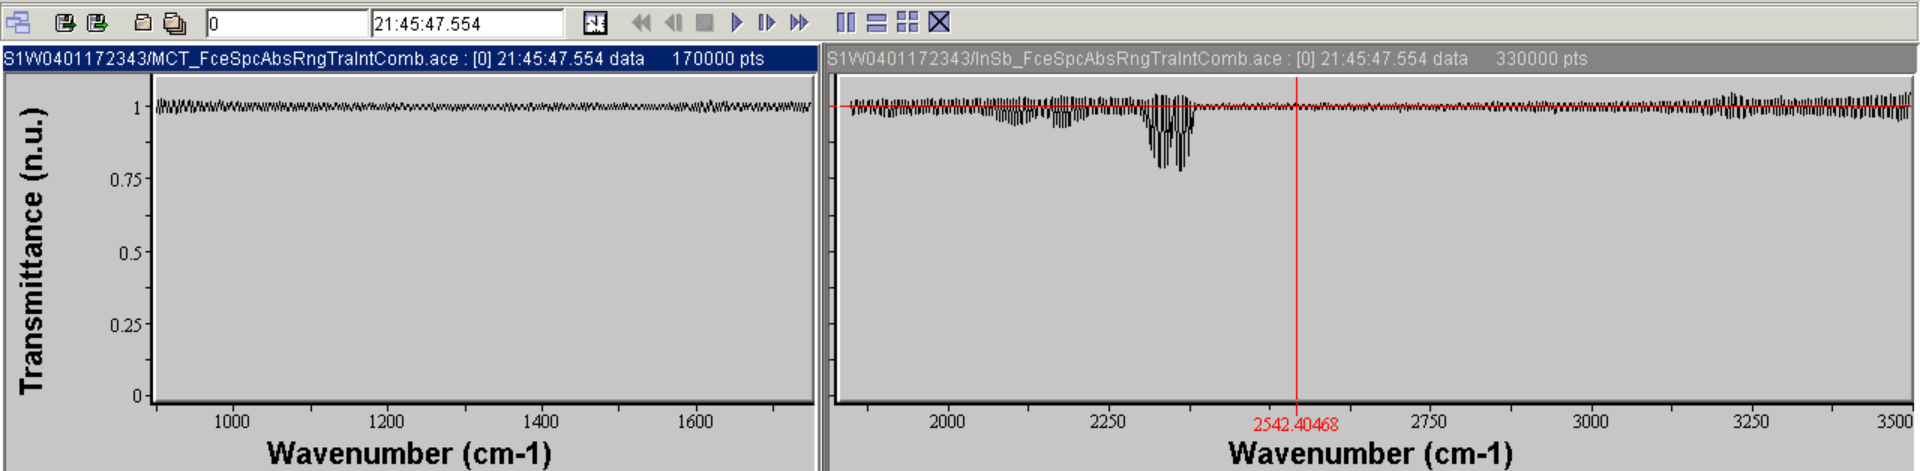 0 21:45:47.554
S1W0401172343/MCT_FceSpcAbsRngTraIntComb.ace : [0] 21:45:47.554 data 170000 pts
S1W0401172343/InSb_FceSpcAbsRngTraIntComb.ace : [0] 21:45:47.554 data 330000 pts
Transmittance (n.u.)
1
0.75
0.5
0.25
0
1000 1200 1400 1600
Wavenumber (cm-1)
2000 2250 2542.40468 2750 3000 3250 3500
Wavenumber (cm-1)